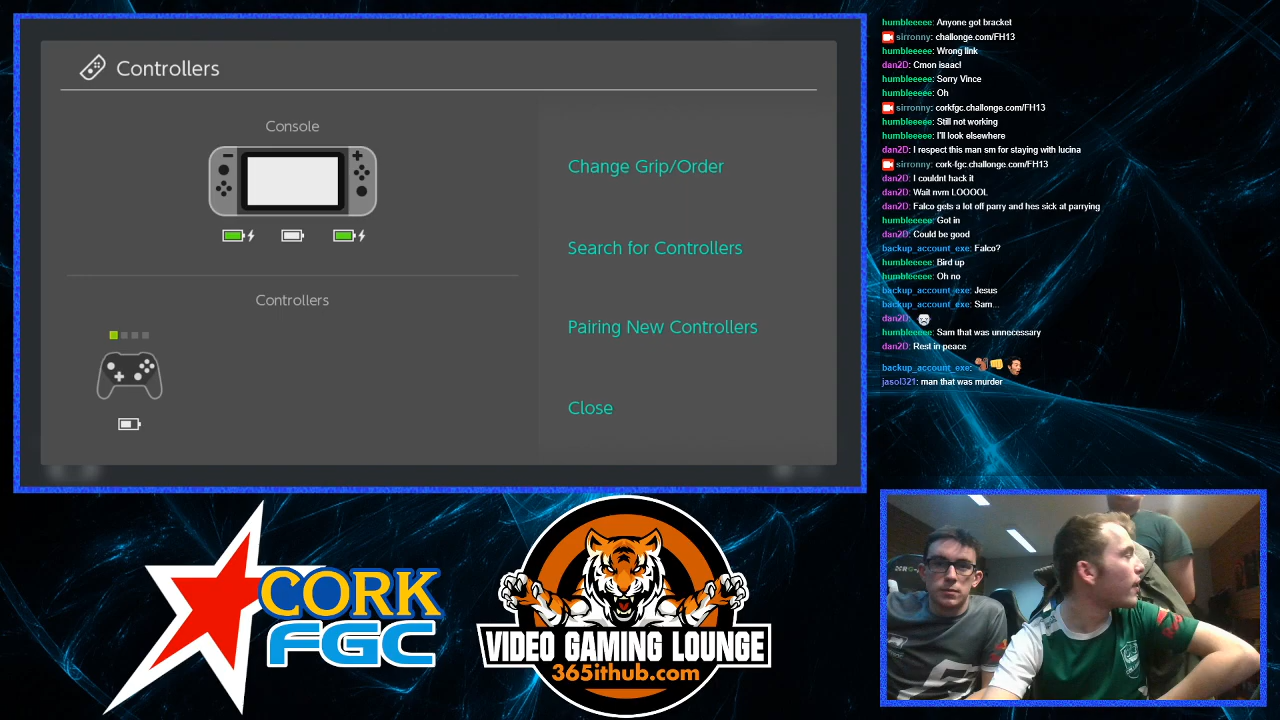 Controllers
Console
Controllers
Change Grip/Order
Search for Controllers
Pairing New Controllers
Close
humbleeeee: Anyone got bracket
sirronny: challonge.com/FH13
humbleeeee: Wrong link
dan2D: Cmon isaac!
humbleeeee: Sorry Vince
humbleeeee: Oh
sirronny: corkfgc.challonge.com/FH13
humbleeeee: Still not working
humbleeeee: I'll look elsewhere
dan2D: I respect this man sm for staying with lucina
sirronny: cork-fgc.challonge.com/FH13
dan2D: I couldnt hack it
dan2D: Wait nvm LOOOOL
dan2D: Falco gets a lot off parry and hes sick at parrying
humbleeeee: Got in
dan2D: Could be good
backup_account_exe: Falco?
humbleeeee: Bird up
humbleeeee: Oh no
backup_account_exe: Jesus
backup_account_exe: Sam...
dan2D:
humbleeeee: Sam that was unnecessary
dan2D: Rest in peace
backup_account_exe:
jasol321: man that was murder
CORK
FGC
VIDEO GAMING LOUNGE
365ithub.com